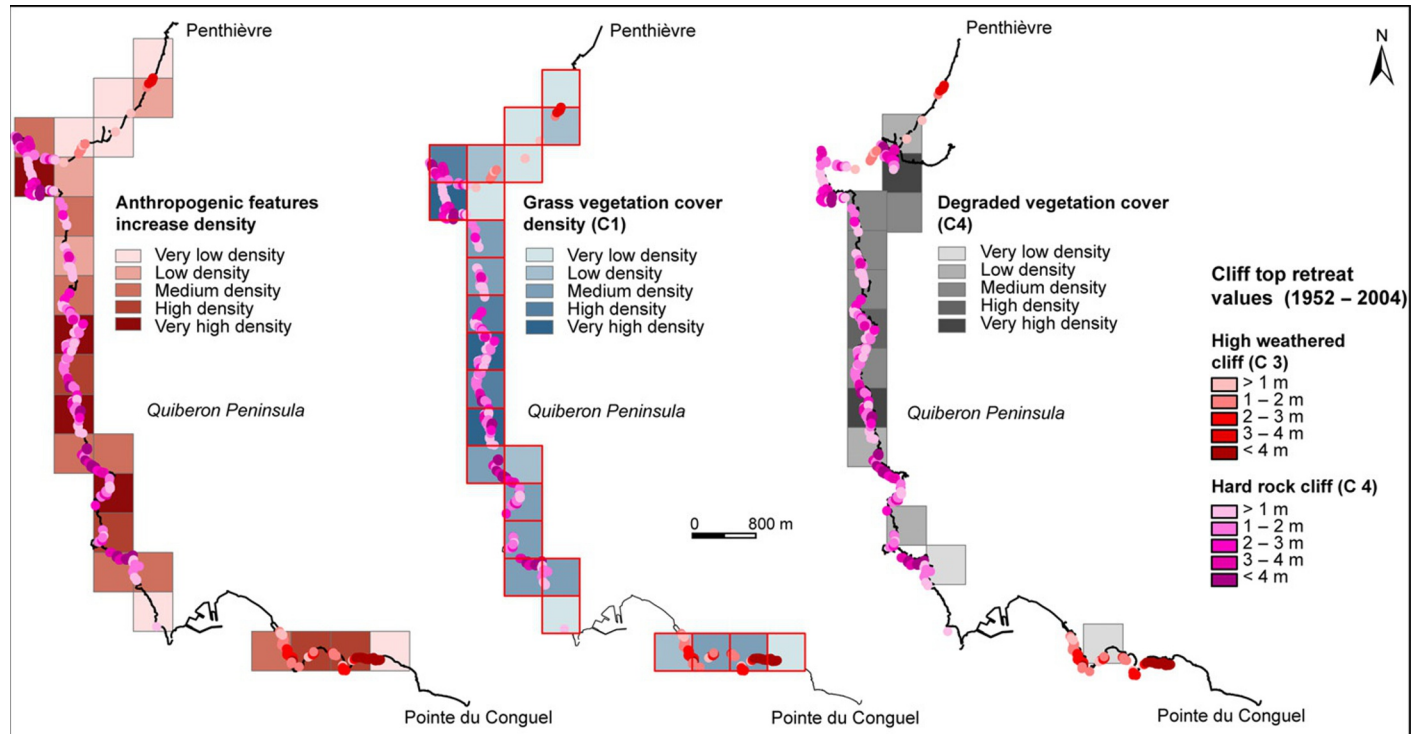 Penthièvre
Anthropogenic features
increase density
Very low density
Low density
Medium density
High density
Very high density
Quiberon Peninsula
Pointe du Conguel
Penthièvre
Grass vegetation cover
density (C1)
Very low density
Low density
Medium density
High density
Very high density
Quiberon Peninsula
0 800 m
Pointe du Conguel
Penthièvre
Degraded vegetation cover
(C4)
Very low density
Low density
Medium density
High density
Very high density
Quiberon Peninsula
Pointe du Conguel
N
Cliff top retreat
values (1952 – 2004)
High weathered
cliff (C 3)
> 1 m
1 – 2 m
2 – 3 m
3 – 4 m
< 4 m
Hard rock cliff (C 4)
> 1 m
1 – 2 m
2 – 3 m
3 – 4 m
< 4 m